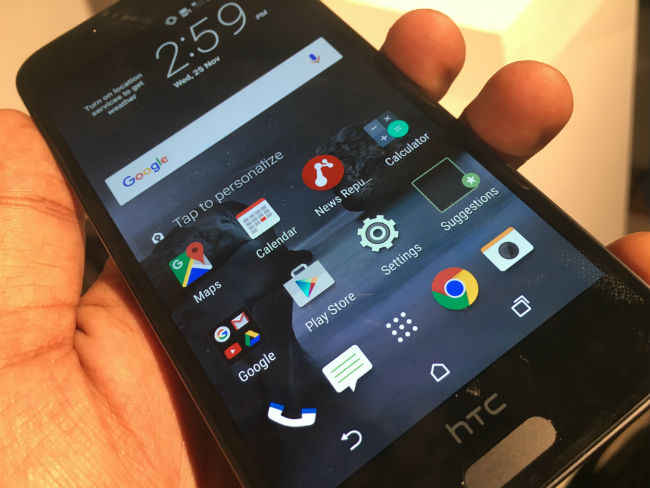 2:59 PM
Wed, 25 Nov
Turn on location
services to get
weather
Google
Tap to personalize
Maps
Calendar
News Repu...
Calculator
Google
Play Store
Settings
Suggestions
hTC